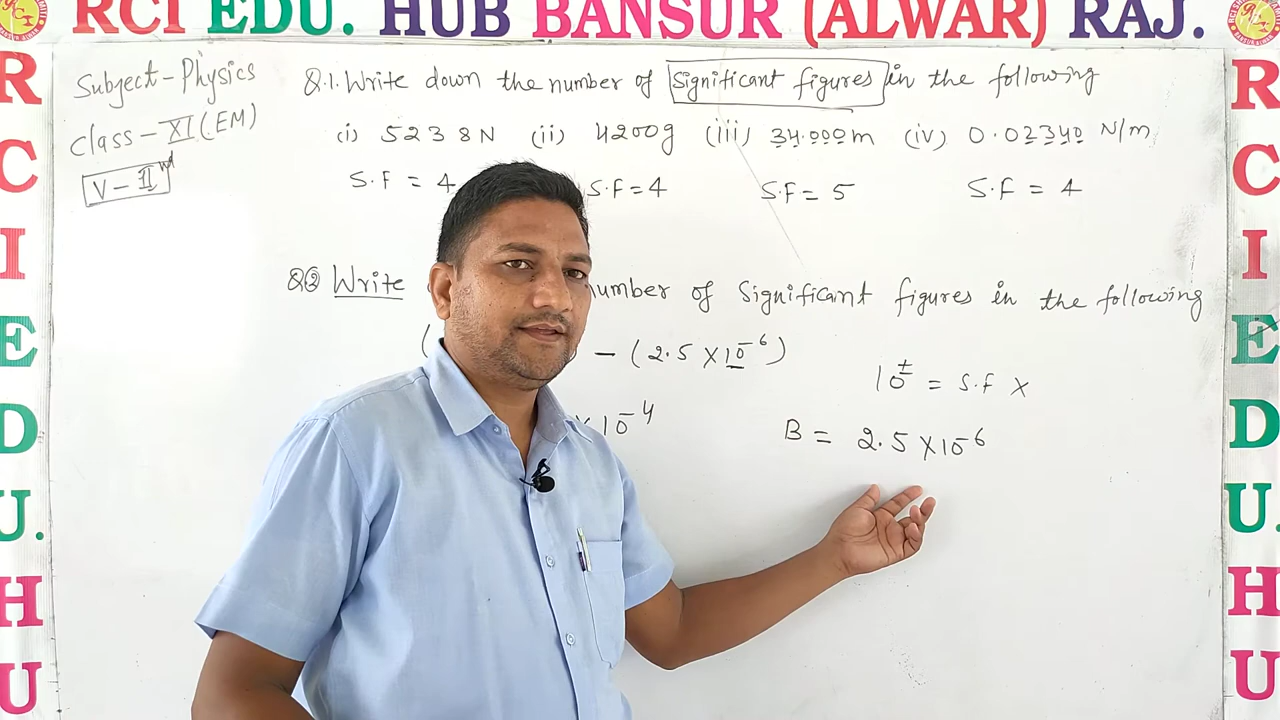 RCI EDU. HUB BANSUR (ALWAR) RAJ.
R
C
I
E
D
U.
H
U
Subject-Physics
Class-XI(EM)
V-II nd
Q.1. Write down the number of Significant figures in the following
(i) 5238N (ii) 4200g (iii) 34.000m (iv) 0.02340 N/m
S.F = 4 S.F=4 S.F= 5 S.F = 4
Q② Write number of Significant figures in the following
( ) - (2.5 × 10⁻⁶)
10^± = S.F ×
× 10⁻⁴
B = 2.5 × 10⁻⁶
R
C
I
E
D
U.
H
U